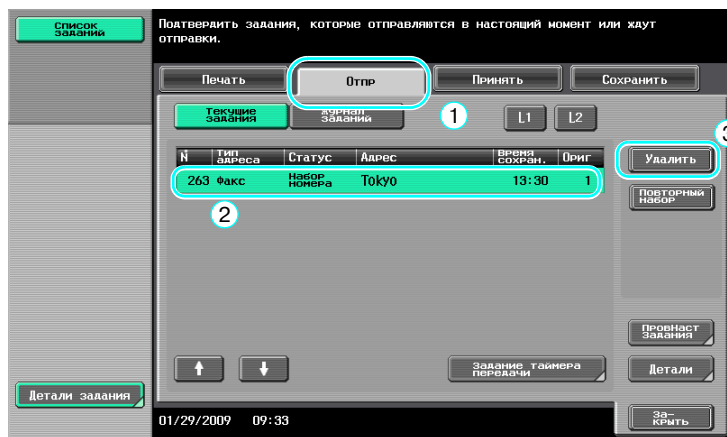 Список
заданий
Подтвердить задания, которые отправляются в настоящий момент или ждут
отправки.
Печать
Отпр
Принять
Сохранить
Текущие
задания
Журнал
заданий
1
L1
L2
3
N
Тип
адреса
Статус
Адрес
Время
сохран.
Ориг
Удалить
263
Факс
Набор
номера
Tokyo
13:30
1
Повторный
набор
2
ПровНаст
Задания
Задание таймера
передачи
Детали
Детали задания
01/29/2009 09:33
За-
крыть